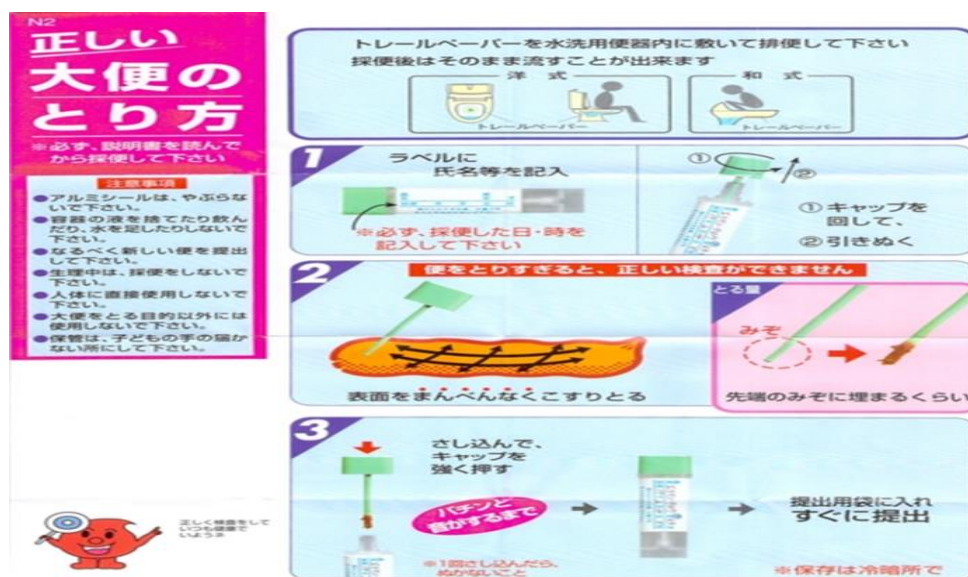 N2
正しい
大便の
とり方
※必ず、説明書を読んで
から採便して下さい
注意事項
●アルミシールは、やぶらな
いで下さい。
●容器の液を捨てたり飲ん
だり、水を足したりしないで
下さい。
●なるべく新しい便を提出
して下さい。
●生理中は、採便をしないで
下さい。
●人体に直接使用しないで
下さい。
●大便をとる目的以外には
使用しないで下さい。
●保管は、子どもの手の届か
ない所にして下さい。
正しく検査をして
いつも健康で
いようネ
トレールペーパーを水洗用便器内に敷いて排便して下さい
採便後はそのまま流すことが出来ます
洋式
トレールペーパー
和式
トレールペーパー
1
ラベルに
氏名等を記入
※必ず、採便した日・時を
記入して下さい
①
②
①キャップを
回して、
②引きぬく
2
便をとりすぎると、正しい検査ができません
表面をまんべんなくこすりとる
とる量
みぞ
先端のみぞに埋まるくらい
3
さし込んで、
キャップを
強く押す
パチンと
音がするまで
※1回さし込んだら、
ぬかないこと
提出用袋に入れ
すぐに提出
※保存は冷暗所で